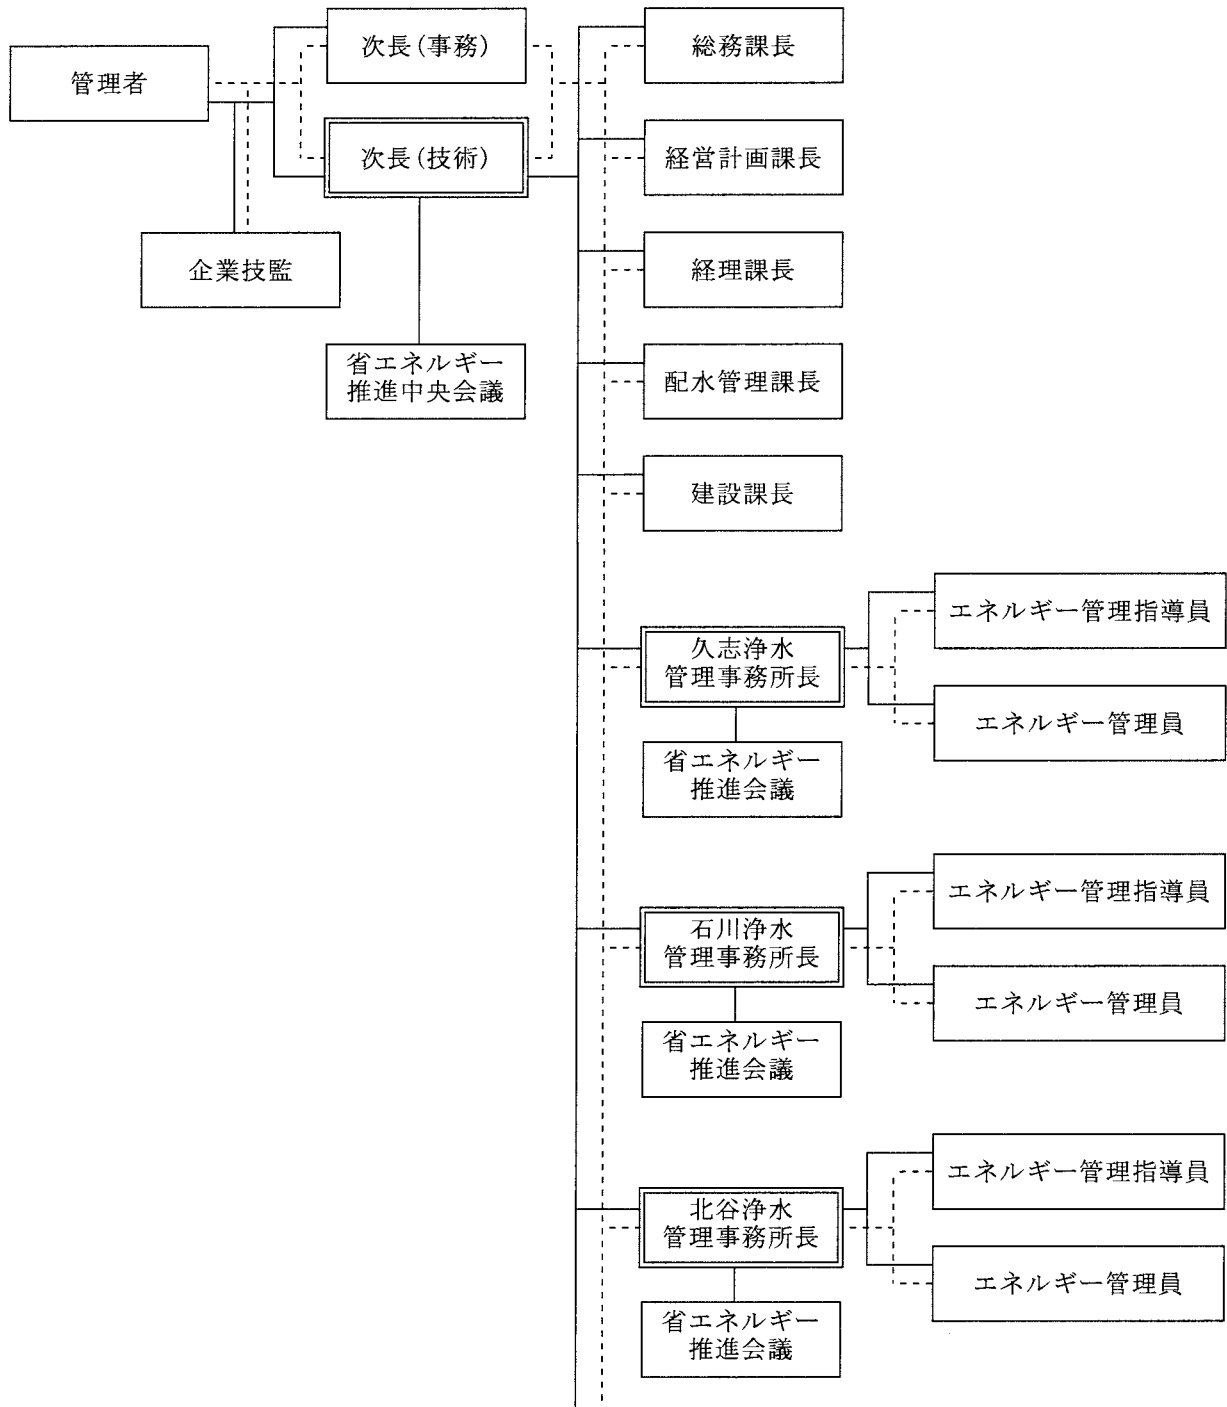 管理者
次長(事務)
次長(技術)
企業技監
省エネルギー
推進中央会議
総務課長
経営計画課長
経理課長
配水管理課長
建設課長
久志浄水
管理事務所長
エネルギー管理指導員
エネルギー管理員
省エネルギー
推進会議
石川浄水
管理事務所長
エネルギー管理指導員
エネルギー管理員
省エネルギー
推進会議
北谷浄水
管理事務所長
エネルギー管理指導員
エネルギー管理員
省エネルギー
推進会議